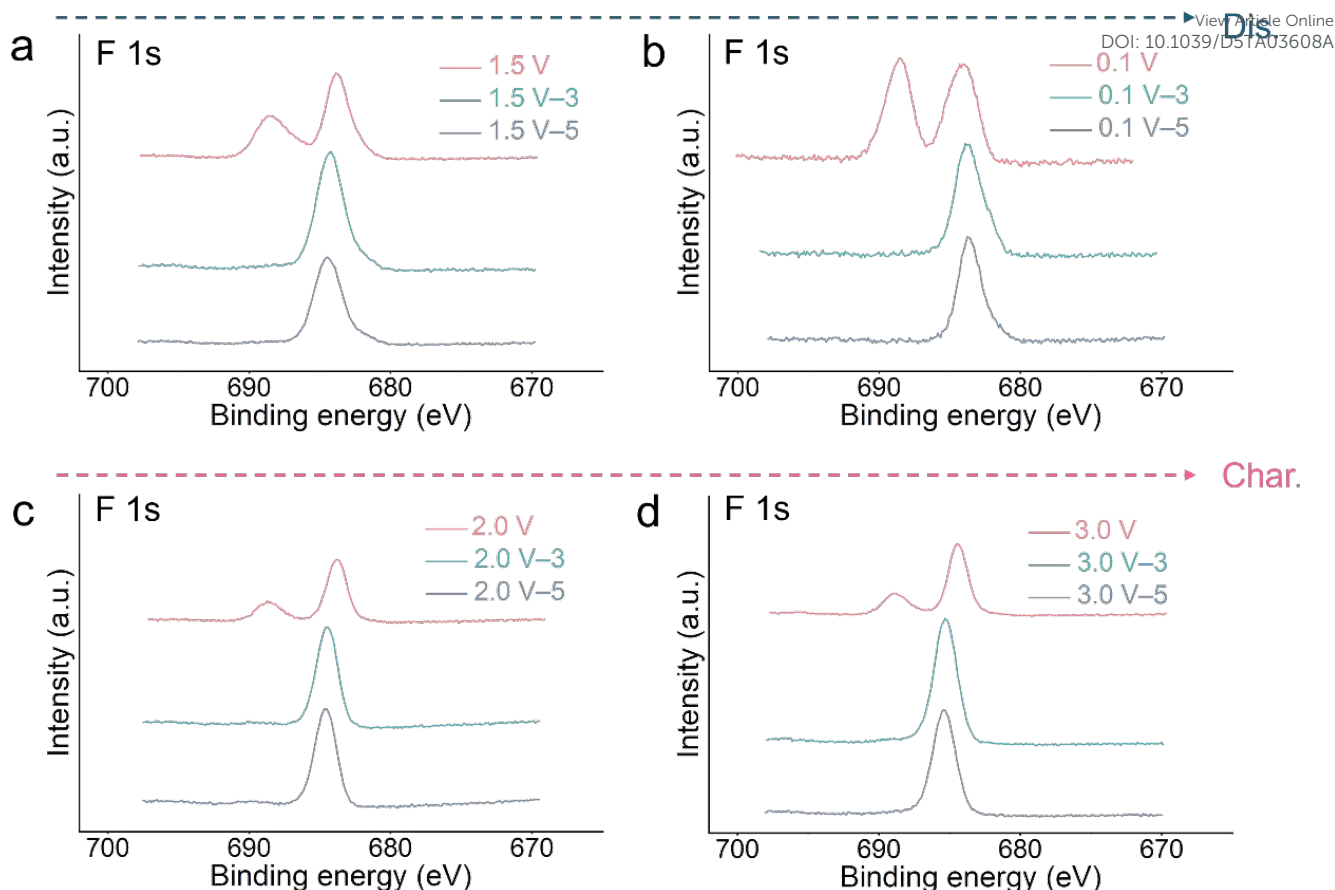 View Article Online
Dis.
DOI: 10.1039/D5TA03608A
a
F 1s
1.5 V
1.5 V–3
1.5 V–5
Intensity (a.u.)
700 690 680 670
Binding energy (eV)
b
F 1s
0.1 V
0.1 V–3
0.1 V–5
Intensity (a.u.)
700 690 680 670
Binding energy (eV)
Char.
c
F 1s
2.0 V
2.0 V–3
2.0 V–5
Intensity (a.u.)
700 690 680 670
Binding energy (eV)
d
F 1s
3.0 V
3.0 V–3
3.0 V–5
Intensity (a.u.)
700 690 680 670
Binding energy (eV)